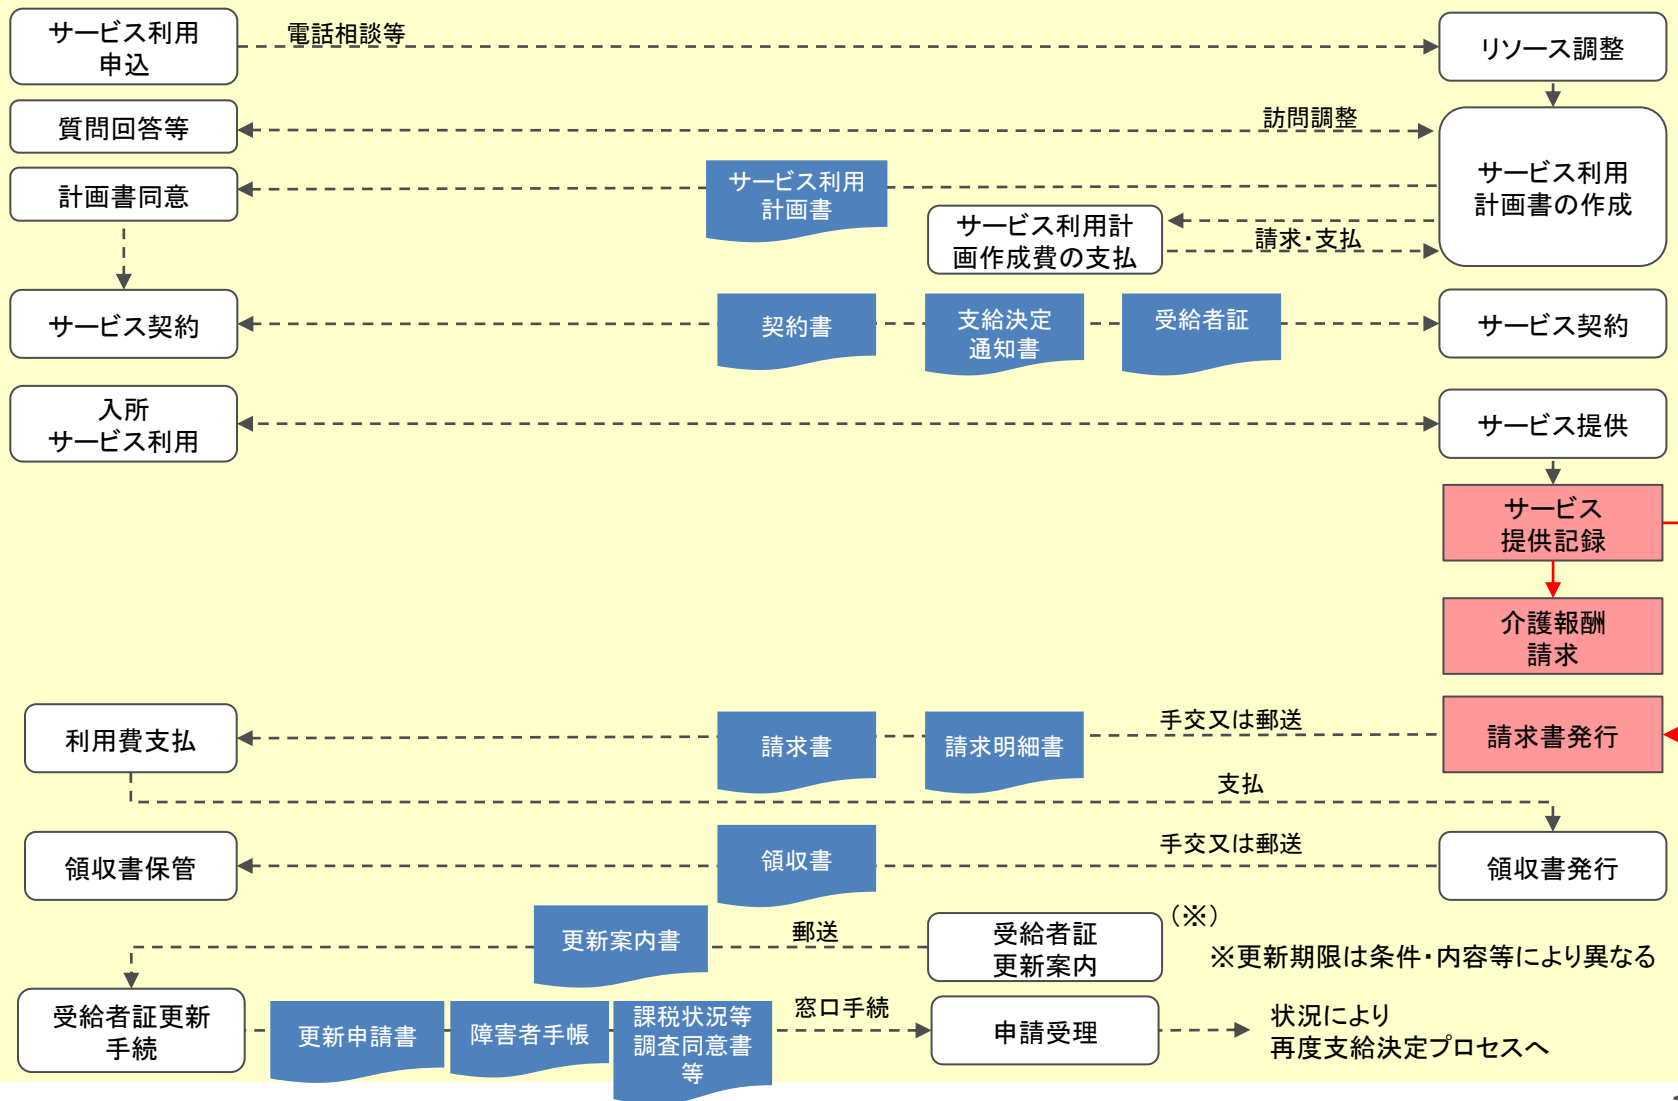 サービス利用
申込
電話相談等
リソース調整
質問回答等
訪問調整
サービス利用
計画書の作成
計画書同意
サービス利用
計画書
サービス利用計
画作成費の支払
請求・支払
サービス契約
契約書
支給決定
通知書
受給者証
サービス契約
入所
サービス利用
サービス提供
サービス
提供記録
介護報酬
請求
利用費支払
請求書
請求明細書
手交又は郵送
請求書発行
支払
領収書保管
領収書
手交又は郵送
領収書発行
更新案内書
郵送
受給者証
更新案内
(※)
※更新期限は条件・内容等により異なる
受給者証更新
手続
更新申請書
障害者手帳
課税状況等
調査同意書
等
窓口手続
申請受理
状況により
再度支給決定プロセスへ